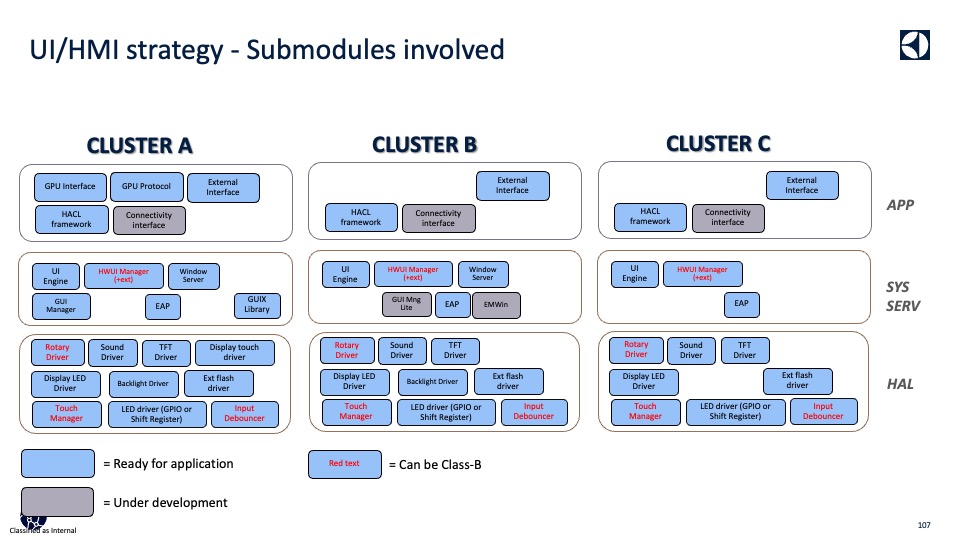 UI/HMI strategy - Submodules involved
CLUSTER A
GPU Interface
GPU Protocol
External
Interface
HACL
framework
Connectivity
interface
UI
Engine
HWUI Manager
(+ext)
Window
Server
GUI
Manager
EAP
GUIX
Library
Rotary
Driver
Sound
Driver
TFT
Driver
Display touch
driver
Display LED
Driver
Backlight Driver
Ext flash
driver
Touch
Manager
LED driver (GPIO or
Shift Register)
Input
Debouncer
CLUSTER B
External
Interface
HACL
framework
Connectivity
interface
UI
Engine
HWUI Manager
(+ext)
Window
Server
GUI Mng
Lite
EAP
EMWin
Rotary
Driver
Sound
Driver
TFT
Driver
Display LED
Driver
Backlight Driver
Ext flash
driver
Touch
Manager
LED driver (GPIO or
Shift Register)
Input
Debouncer
CLUSTER C
External
Interface
HACL
framework
Connectivity
interface
UI
Engine
HWUI Manager
(+ext)
EAP
Rotary
Driver
Sound
Driver
TFT
Driver
Display LED
Driver
Ext flash
driver
Touch
Manager
LED driver (GPIO or
Shift Register)
Input
Debouncer
APP
SYS
SERV
HAL
= Ready for application
Red text
= Can be Class-B
= Under development
Classified as Internal
107